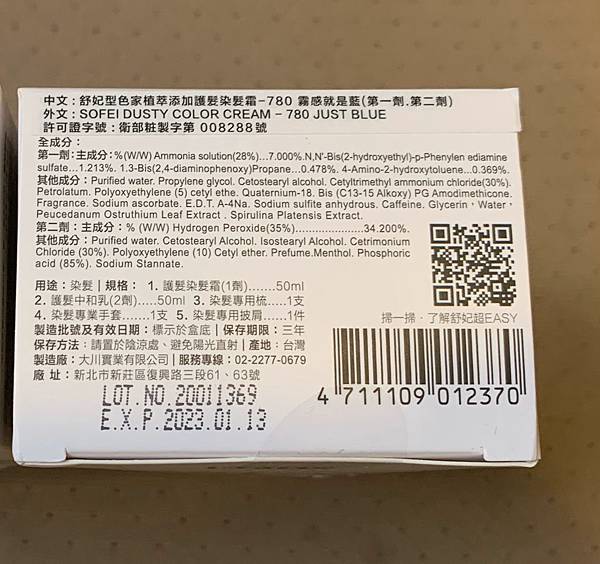 中文：舒妃型色家植萃添加護髮染髮霜-780 霧感就是藍(第一劑.第二劑)
外文：SOFEI DUSTY COLOR CREAM - 780 JUST BLUE
許可證字號：衛部粧製字第 008288號
全成分：
第一劑：主成分：%(W/W) Ammonia solution(28%)...7.000%.N,N'-Bis(2-hydroxyethyl)-p-Phenylen ediamine
sulfate...1.213%. 1.3-Bis(2,4-diaminophenoxy)Propane...0.478%. 4-Amino-2-hydroxytoluene...0.369%.
其他成分：Purified water. Propylene glycol. Cetostearyl alcohol. Cetyltrimethyl ammonium chloride(30%).
Petrolatum. Polyoxyethylene (5) cetyl ethe. Quaternium-18. Bis (C13-15 Alkoxy) PG Amodimethicone.
Fragrance. Sodium ascorbate. E.D.T. A-4Na. Sodium sulfite anhydrous. Caffeine. Glycerin，Water，
Peucedanum Ostruthium Leaf Extract . Spirulina Platensis Extract.
第二劑：主成分：% (W/W) Hydrogen Peroxide(35%)......................34.200%.
其他成分：Purified water. Cetostearyl Alcohol. Isostearyl Alcohol. Cetrimonium
Chloride (30%). Polyoxyethylene (10) Cetyl ether. Prefume.Menthol. Phosphoric
acid (85%). Sodium Stannate.
用途：染髮 | 規格： 1. 護髮染髮霜(1劑).......50ml
2. 護髮中和乳(2劑).....50ml 3. 染髮專用梳.....1支
4. 染髮專業手套.......1支 5. 染髮專用披肩......1件
製造批號及有效日期：標示於盒底 | 保存期限：三年
保存方法：請置於陰涼處、避免陽光直射 | 產地：台灣
製造廠：大川實業有限公司 | 服務專線：02-2277-0679
廠 址：新北市新莊區復興路三段61、63號
掃一掃，了解舒妃超EASY
LOT.NO.20011369
E.X.P.2023.01.13
4 711109 012370